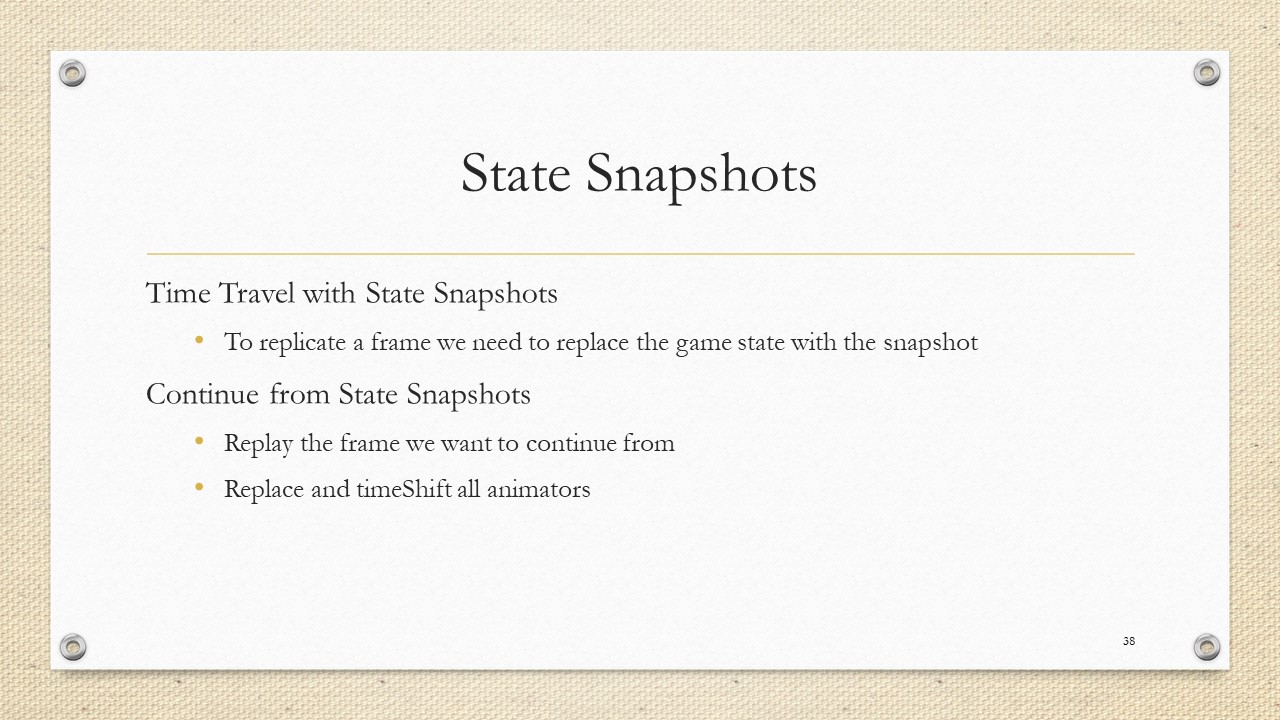 State Snapshots
Time Travel with State Snapshots
• To replicate a frame we need to replace the game state with the snapshot
Continue from State Snapshots
• Replay the frame we want to continue from
• Replace and timeShift all animators
38